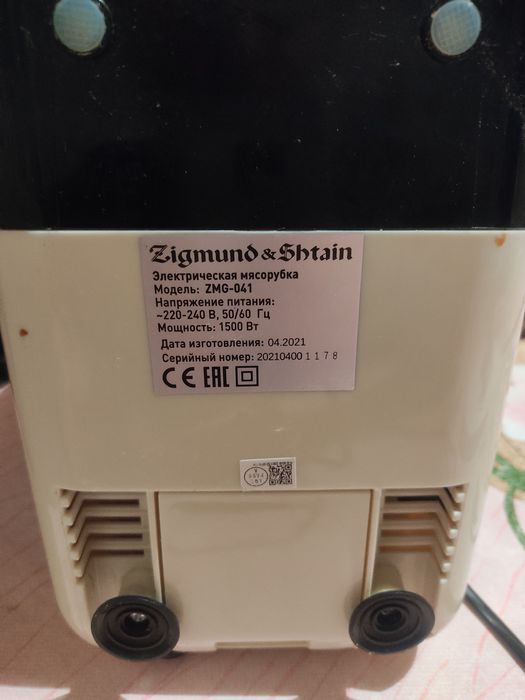 Zigmund & Shtain
Электрическая мясорубка
Модель: ZMG-041
Напряжение питания:
~220-240 В, 50/60 Гц
Мощность: 1500 Вт
Дата изготовления: 04.2021
Серийный номер: 20210400 1 1 7 8
CE EAC